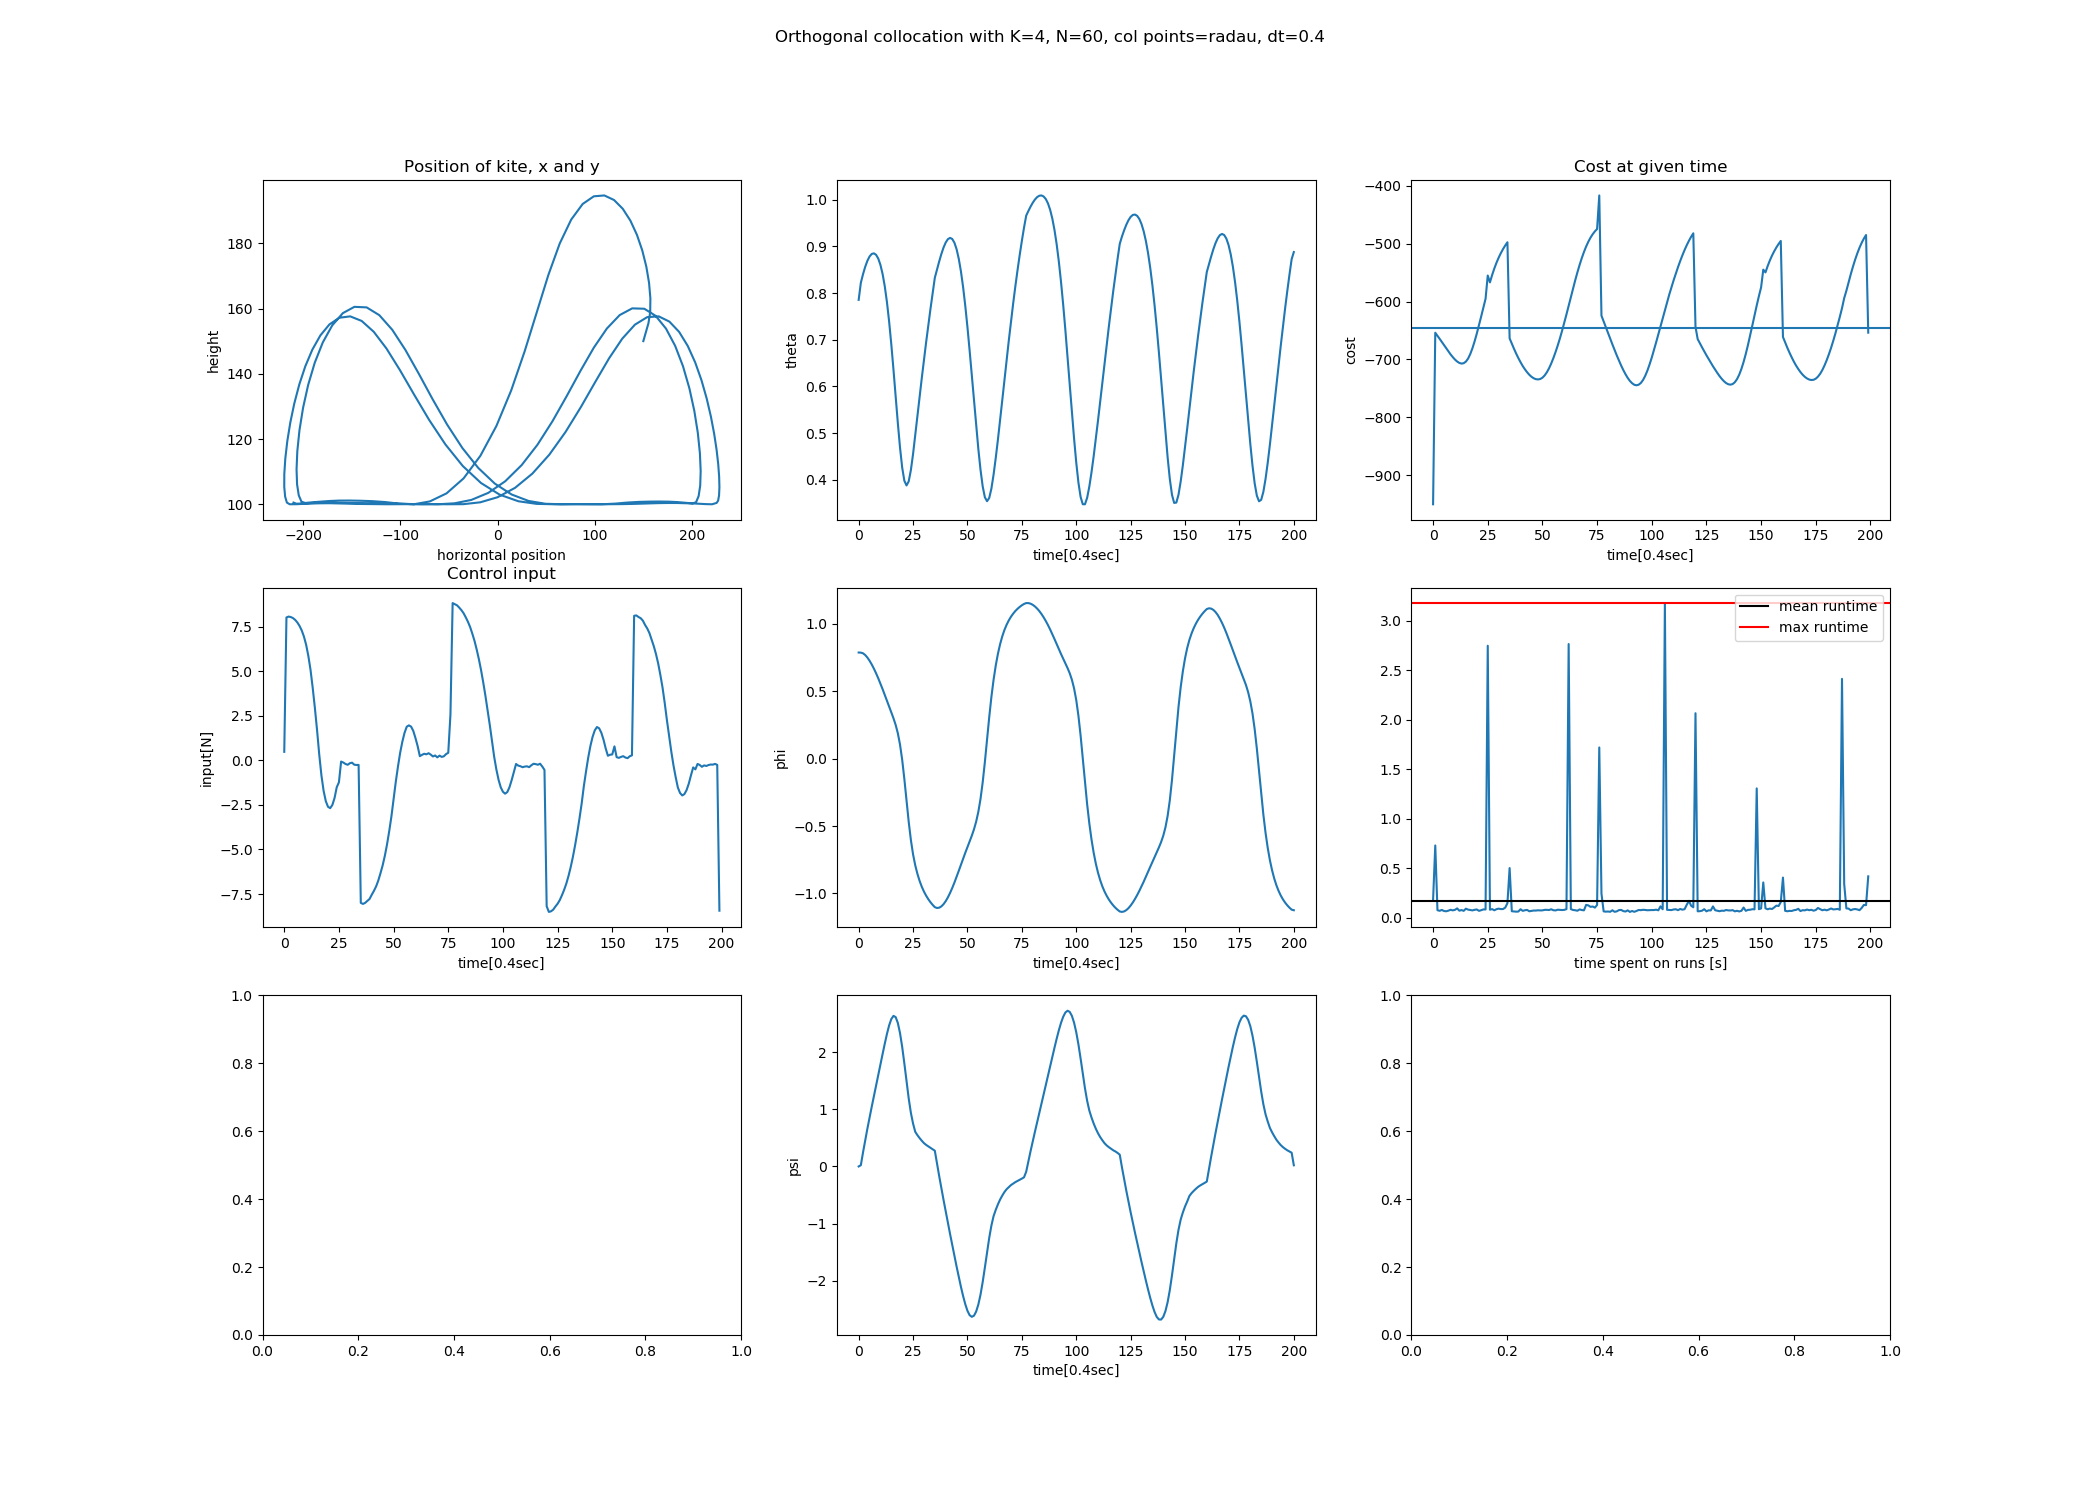 Orthogonal collocation with K=4, N=60, col points=radau, dt=0.4
Position of kite, x and y
height
180
160
140
120
100
−200 −100 0 100 200
horizontal position
theta
1.0
0.9
0.8
0.7
0.6
0.5
0.4
0 25 50 75 100 125 150 175 200
time[0.4sec]
Cost at given time
cost
−400
−500
−600
−700
−800
−900
0 25 50 75 100 125 150 175 200
time[0.4sec]
Control input
input[N]
7.5
5.0
2.5
0.0
−2.5
−5.0
−7.5
0 25 50 75 100 125 150 175 200
time[0.4sec]
phi
1.0
0.5
0.0
−0.5
−1.0
0 25 50 75 100 125 150 175 200
time[0.4sec]
mean runtime
max runtime
3.0
2.5
2.0
1.5
1.0
0.5
0.0
0 25 50 75 100 125 150 175 200
time spent on runs [s]
1.0
0.8
0.6
0.4
0.2
0.0
0.0 0.2 0.4 0.6 0.8 1.0
psi
2
1
0
−1
−2
0 25 50 75 100 125 150 175 200
time[0.4sec]
1.0
0.8
0.6
0.4
0.2
0.0
0.0 0.2 0.4 0.6 0.8 1.0